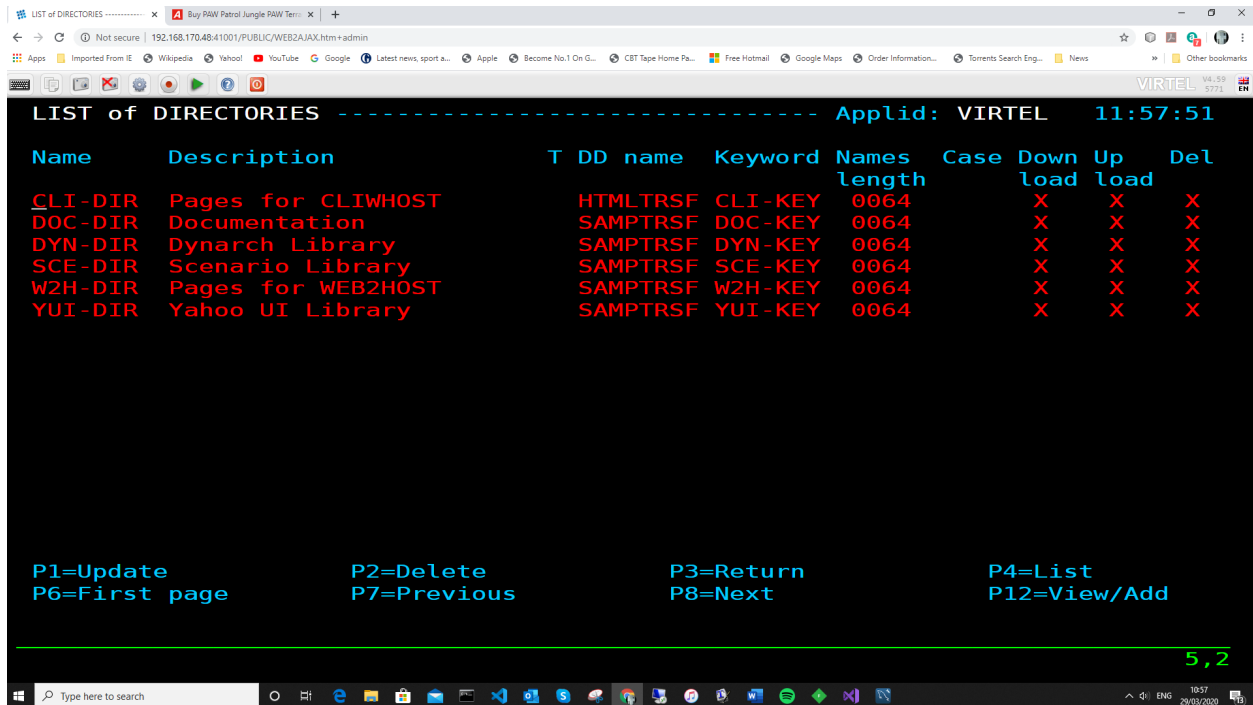 LIST of DIRECTORIES ------------- x Buy PAW Patrol Jungle PAW Terra x +
Not secure | 192.168.170.48:41001/PUBLIC/WEB2AJAX.htm+admin
Apps Imported From IE Wikipedia Yahoo! YouTube Google Latest news, sport a... Apple Become No.1 On G... CBT Tape Home Pa... Free Hotmail Google Maps Order Information... Torrents Search Eng... News » Other bookmarks
VIRTEL V4.59 5771 EN
LIST of DIRECTORIES -------------------------------- Applid: VIRTEL 11:57:51
Name Description T DD name Keyword Names Case Down Up Del
length load load
CLI-DIR Pages for CLIWHOST HTMLTRSF CLI-KEY 0064 X X X
DOC-DIR Documentation SAMPTRSF DOC-KEY 0064 X X X
DYN-DIR Dynarch Library SAMPTRSF DYN-KEY 0064 X X X
SCE-DIR Scenario Library SAMPTRSF SCE-KEY 0064 X X X
W2H-DIR Pages for WEB2HOST SAMPTRSF W2H-KEY 0064 X X X
YUI-DIR Yahoo UI Library SAMPTRSF YUI-KEY 0064 X X X
P1=Update P2=Delete P3=Return P4=List
P6=First page P7=Previous P8=Next P12=View/Add
5,2
Type here to search ENG 10:57
29/03/2020